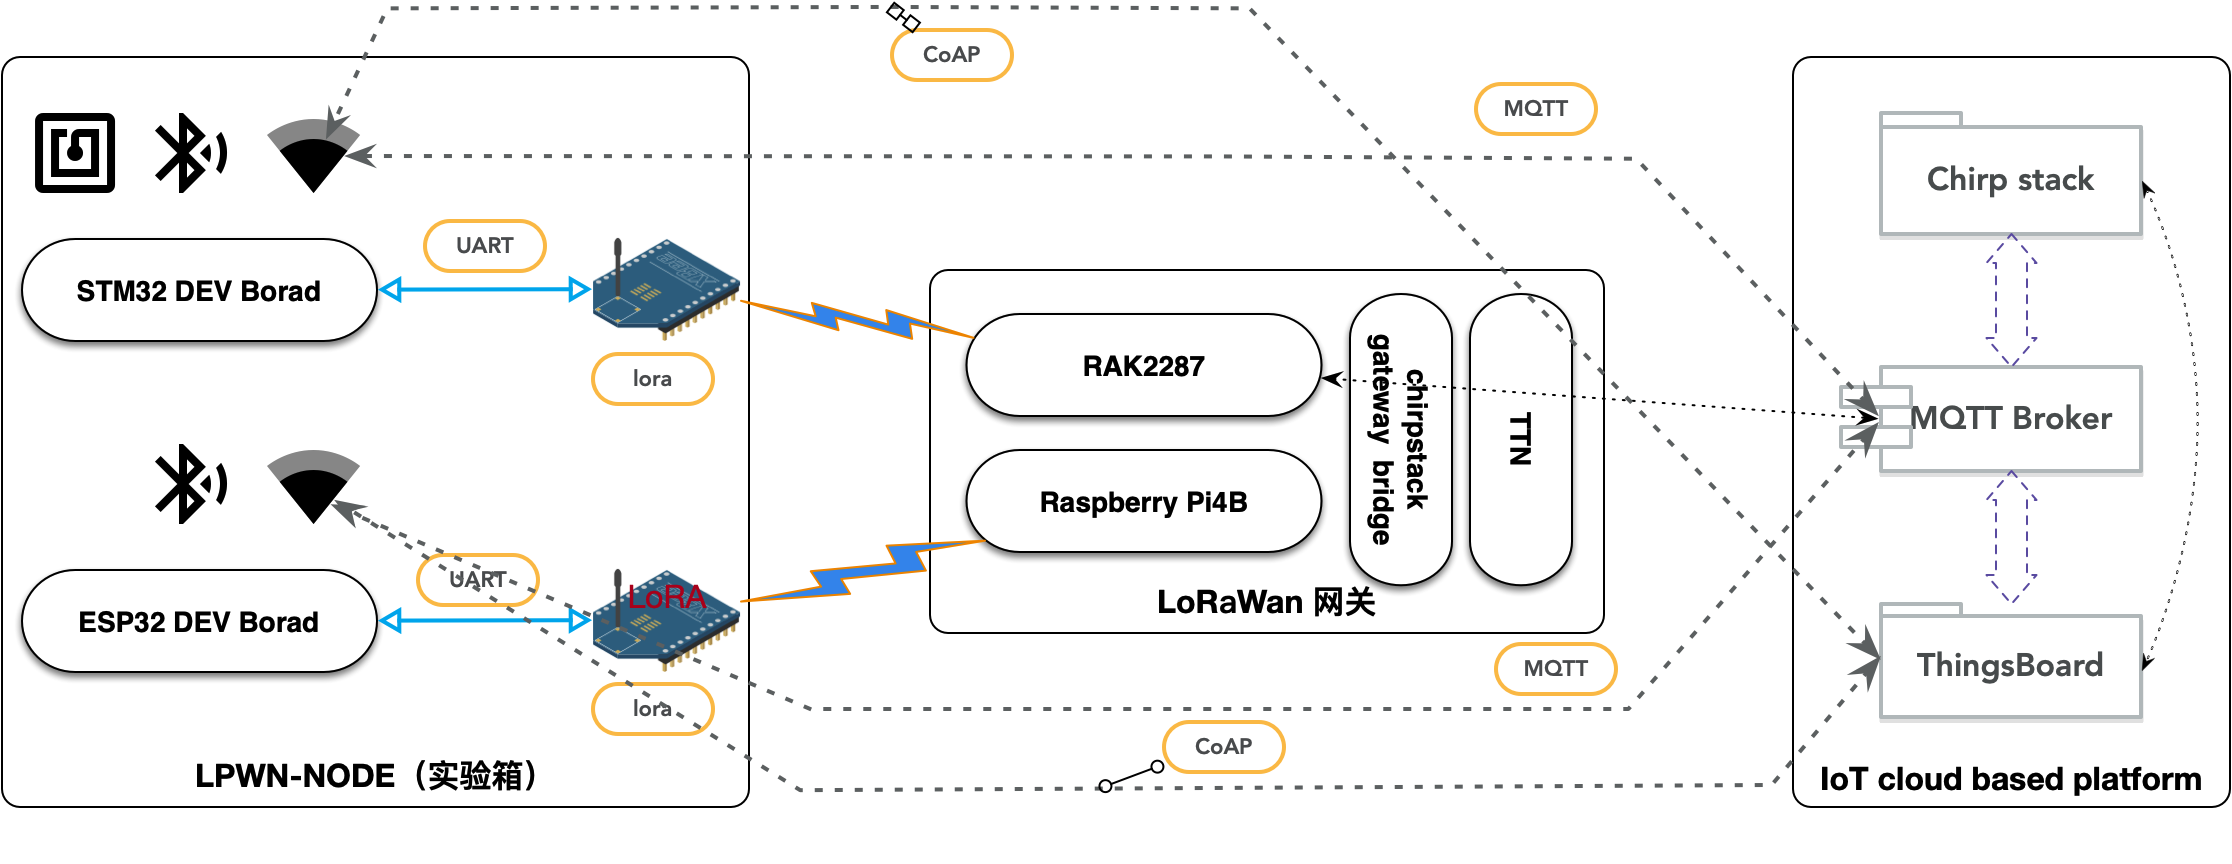 CoAP
MQTT
Chirp stack
UART
STM32 DEV Borad
lora
RAK2287
chirpstack
gateway bridge
TTN
MQTT Broker
Raspberry Pi4B
UART
LoRA
ESP32 DEV Borad
LoRaWan 网关
MQTT
ThingsBoard
lora
CoAP
LPWN-NODE（实验箱）
IoT cloud based platform